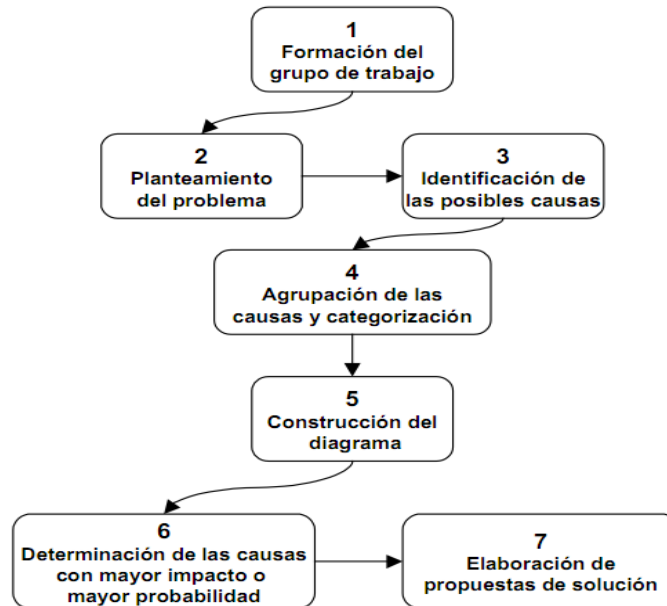 1
Formación del
grupo de trabajo
2
Planteamiento
del problema
3
Identificación de
las posibles causas
4
Agrupación de las
causas y categorización
5
Construcción del
diagrama
6
Determinación de las causas
con mayor impacto o
mayor probabilidad
7
Elaboración de
propuestas de solución